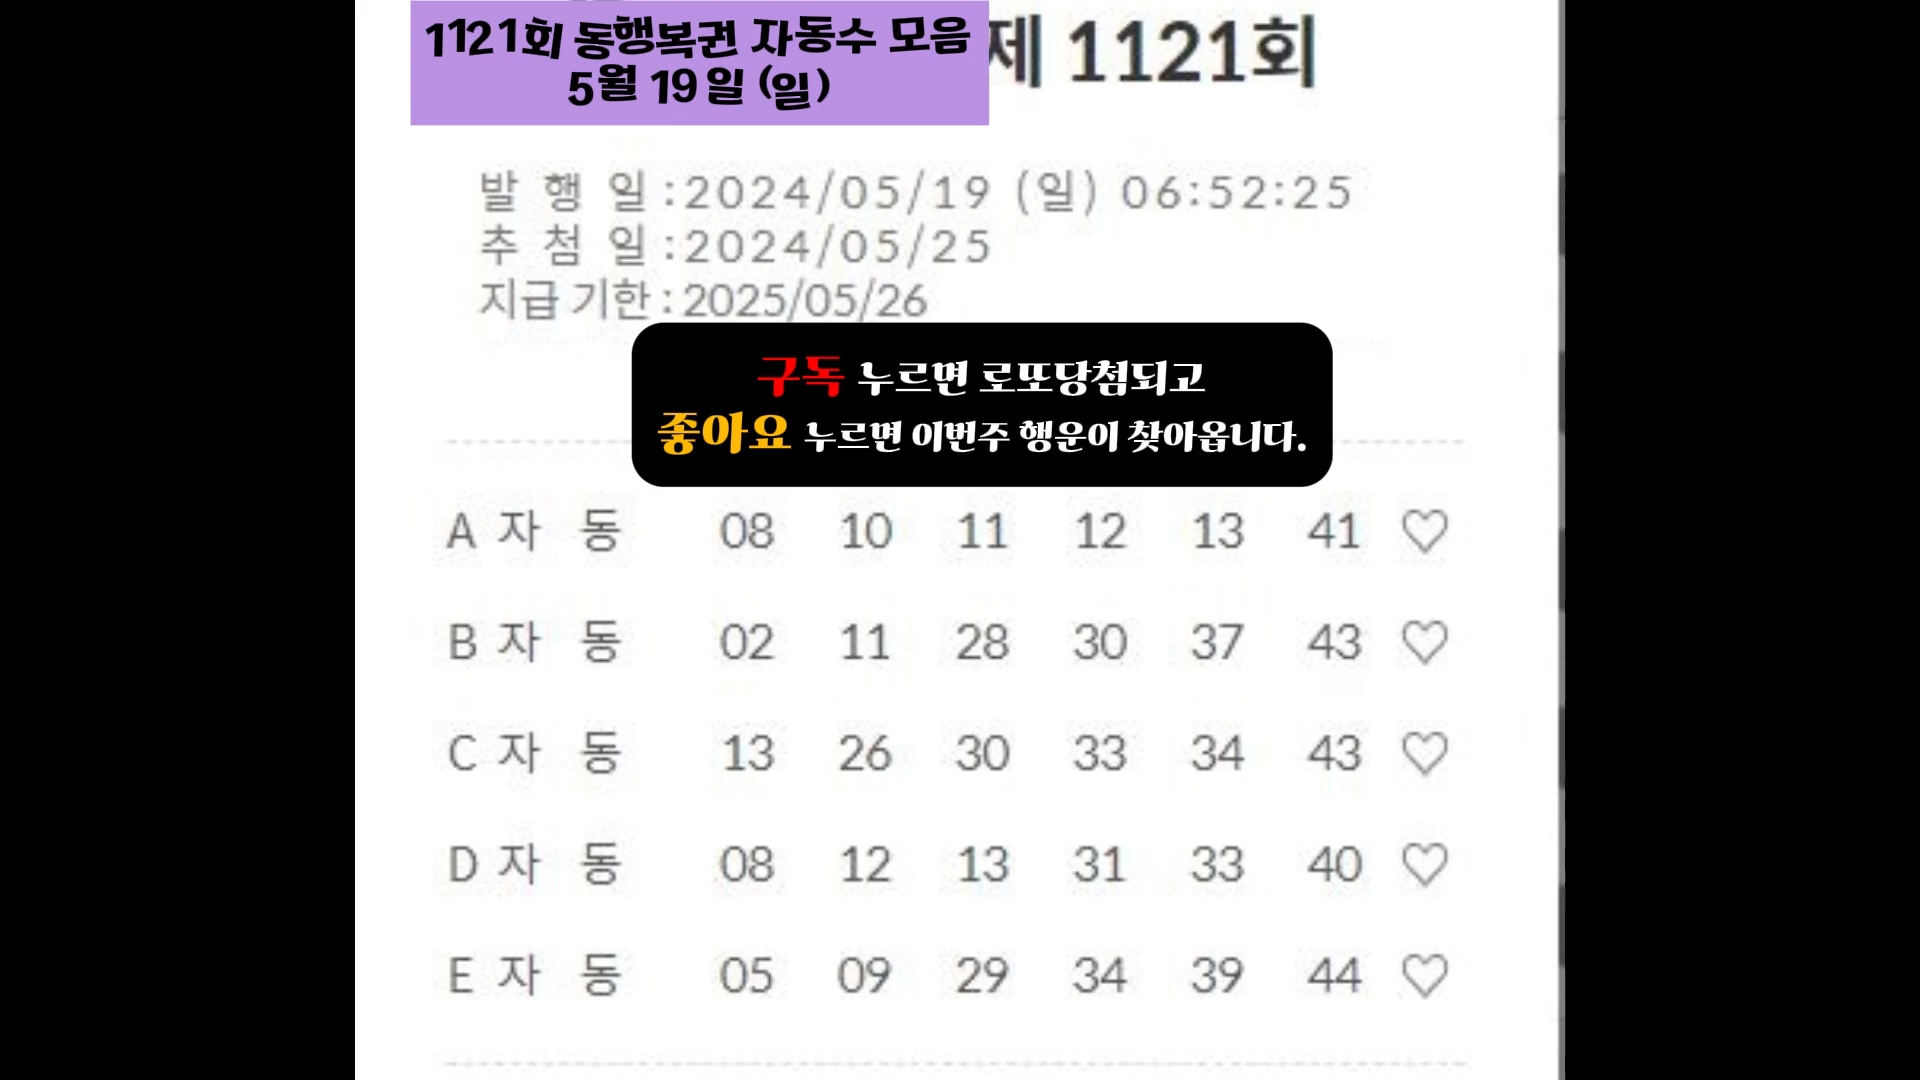 1121회 동행복권 자동수 모음
5월 19일 (일)
제 1121회
발 행 일 :2024/05/19 (일) 06:52:25
추 첨 일 :2024/05/25
지급 기한 : 2025/05/26
구독 누르면 로또당첨되고
좋아요 누르면 이번주 행운이 찾아옵니다.
A 자 동 08 10 11 12 13 41 ♡
B 자 동 02 11 28 30 37 43 ♡
C 자 동 13 26 30 33 34 43 ♡
D 자 동 08 12 13 31 33 40 ♡
E 자 동 05 09 29 34 39 44 ♡